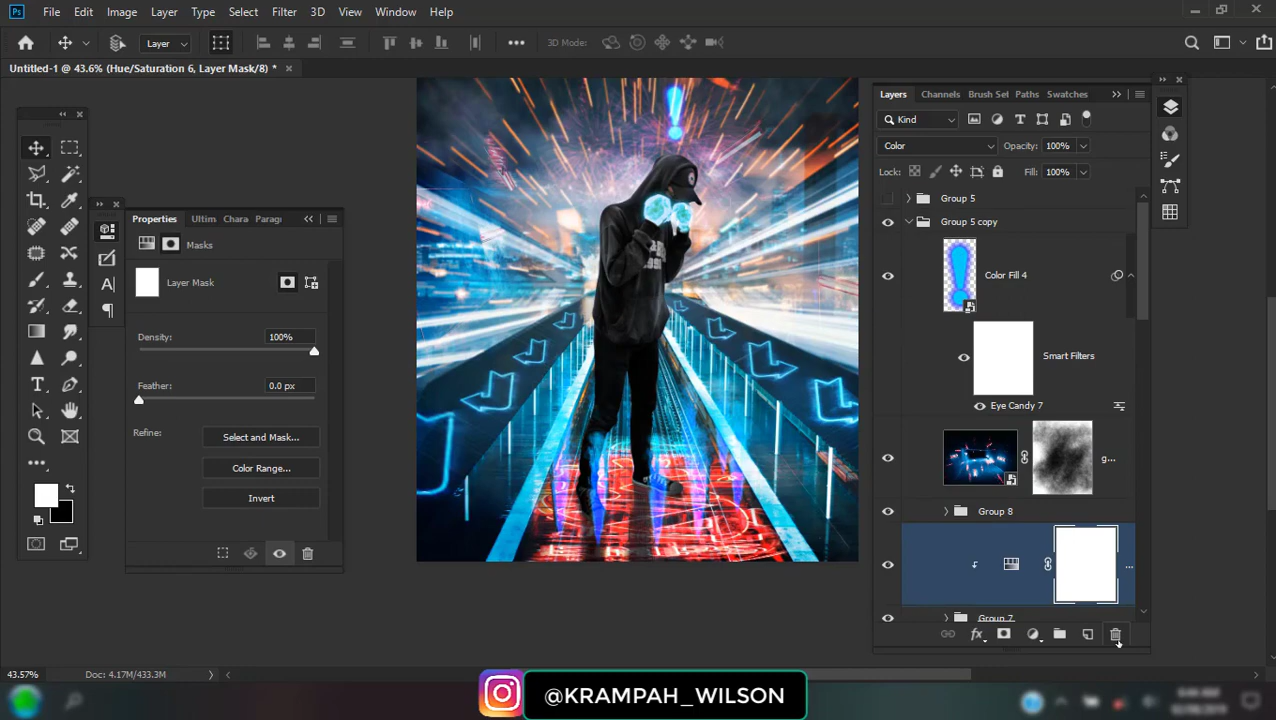 Ps File Edit Image Layer Type Select Filter 3D View Window Help
Layer 3D Mode:
Untitled-1 @ 43.6% (Hue/Saturation 6, Layer Mask/8) *
Layers Channels Brush Set Paths Swatches
Kind
Color Opacity: 100%
Lock: Fill: 100%
Group 5
Group 5 copy
Color Fill 4
Smart Filters
Eye Candy 7
g...
Group 8
...
Group 7
fx
Properties Ultim Chara Paragi
Masks
Layer Mask
Density: 100%
Feather: 0.0 px
Refine: Select and Mask...
Color Range...
Invert
43.57% Doc: 4.17M/433.3M
@KRAMPAH_WILSON